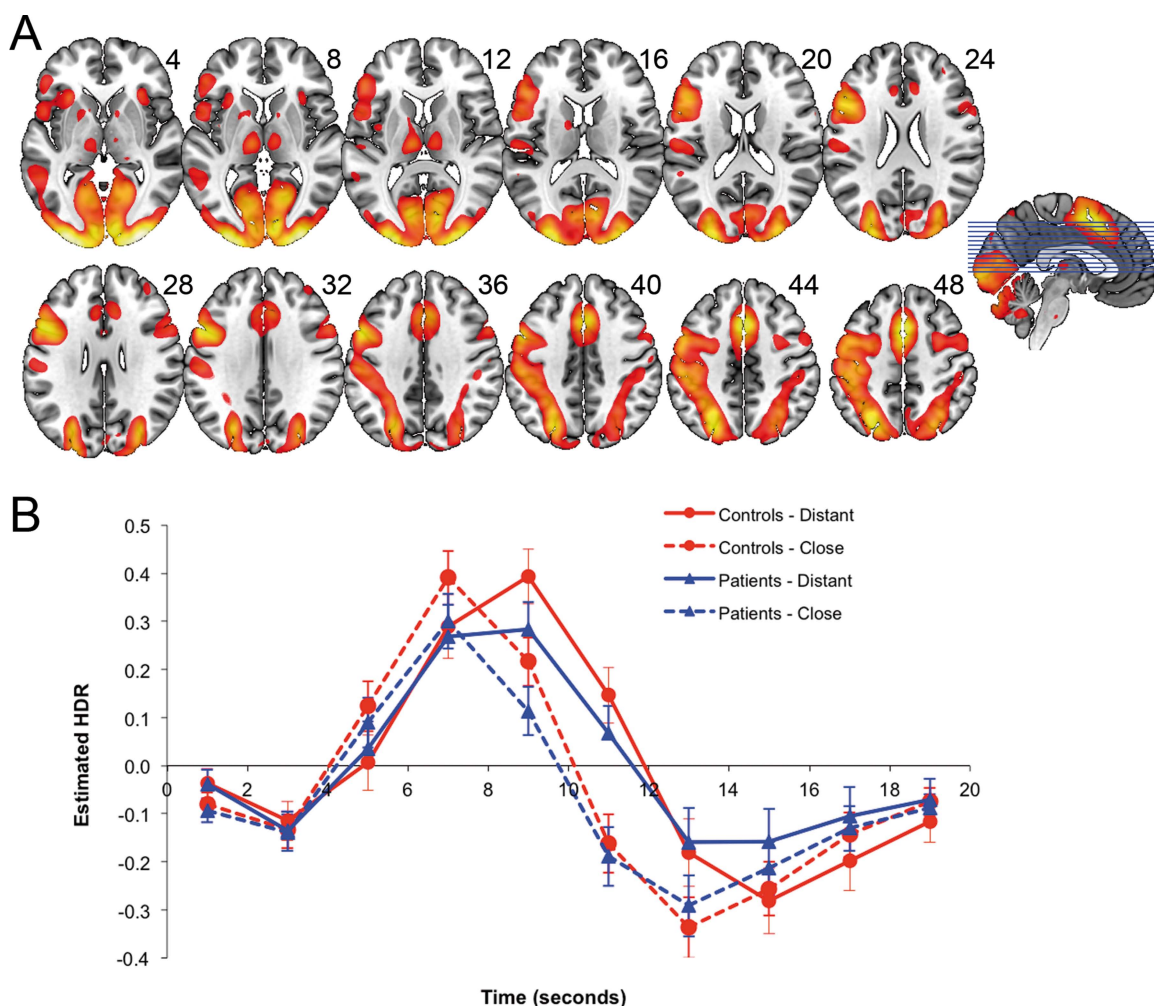 A
4 8 12 16 20 24
28 32 36 40 44 48
B
0.5
0.4
0.3
0.2
0.1
0.0
-0.1
-0.2
-0.3
-0.4
Estimated HDR
Controls - Distant
Controls - Close
Patients - Distant
Patients - Close
0 2 4 6 8 10 12 14 16 18 20
Time (seconds)